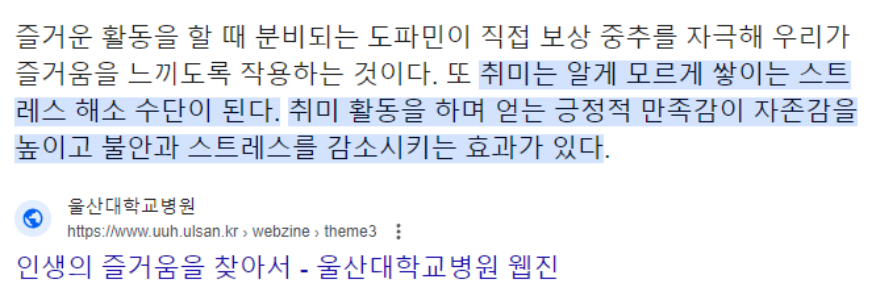 즐거운 활동을 할 때 분비되는 도파민이 직접 보상 중추를 자극해 우리가
즐거움을 느끼도록 작용하는 것이다. 또 취미는 알게 모르게 쌓이는 스트
레스 해소 수단이 된다. 취미 활동을 하며 얻는 긍정적 만족감이 자존감을
높이고 불안과 스트레스를 감소시키는 효과가 있다.
울산대학교병원
https://www.uuh.ulsan.kr › webzine › theme3
인생의 즐거움을 찾아서 - 울산대학교병원 웹진